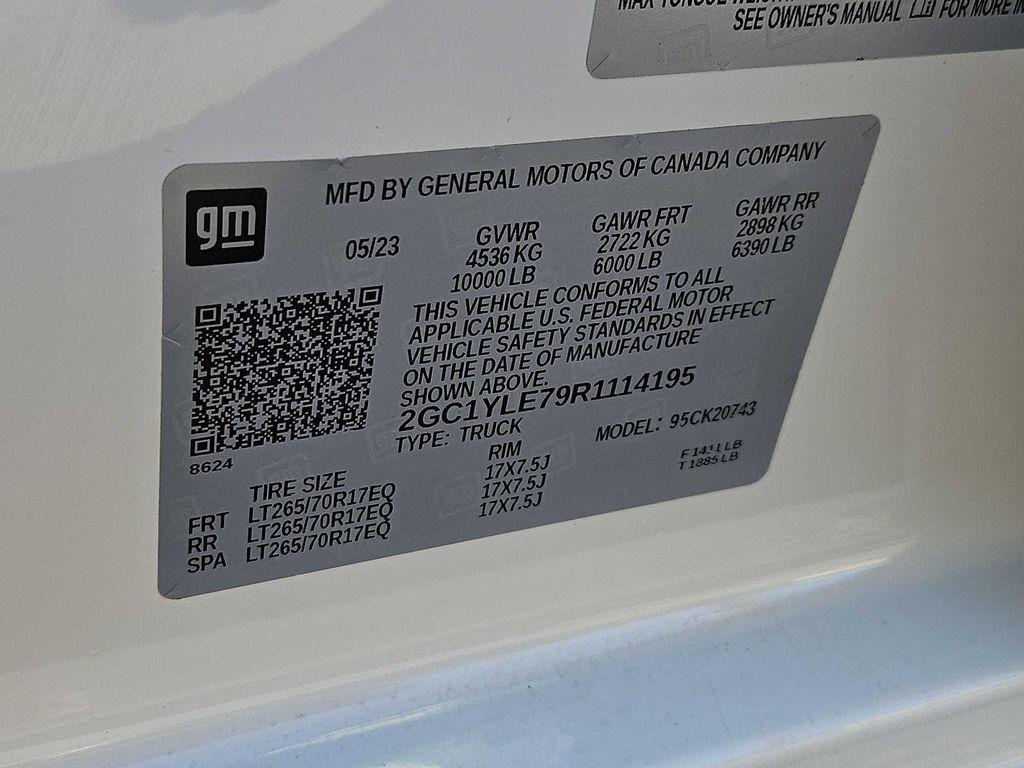 SEE OWNER'S MANUAL FOR MORE
gm
MFD BY GENERAL MOTORS OF CANADA COMPANY
05/23 GVWR GAWR FRT GAWR RR
4536 KG 2722 KG 2898 KG
10000 LB 6000 LB 6390 LB
THIS VEHICLE CONFORMS TO ALL
APPLICABLE U.S. FEDERAL MOTOR
VEHICLE SAFETY STANDARDS IN EFFECT
ON THE DATE OF MANUFACTURE
SHOWN ABOVE.
2GC1YLE79R1114195
TYPE: TRUCK MODEL: 95CK20743
8624
TIRE SIZE RIM
FRT LT265/70R17EQ 17X7.5J
RR LT265/70R17EQ 17X7.5J
SPA LT265/70R17EQ 17X7.5J
T 1885 LB